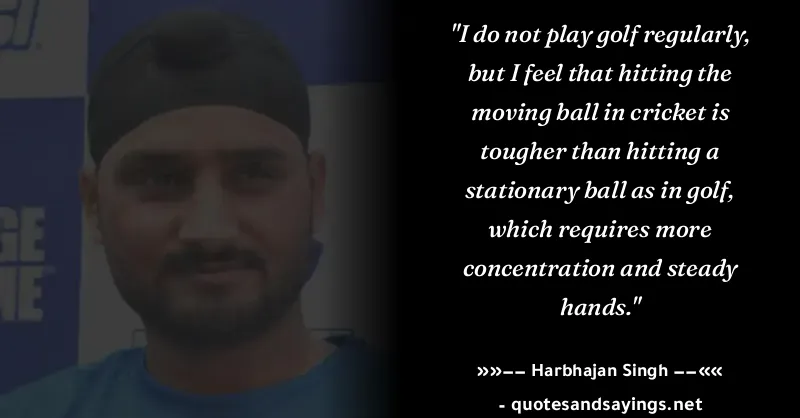 "I do not play golf regularly,
but I feel that hitting the
moving ball in cricket is
tougher than hitting a
stationary ball as in golf,
which requires more
concentration and steady
hands."
»»−− Harbhajan Singh −−««
- quotesandsayings.net